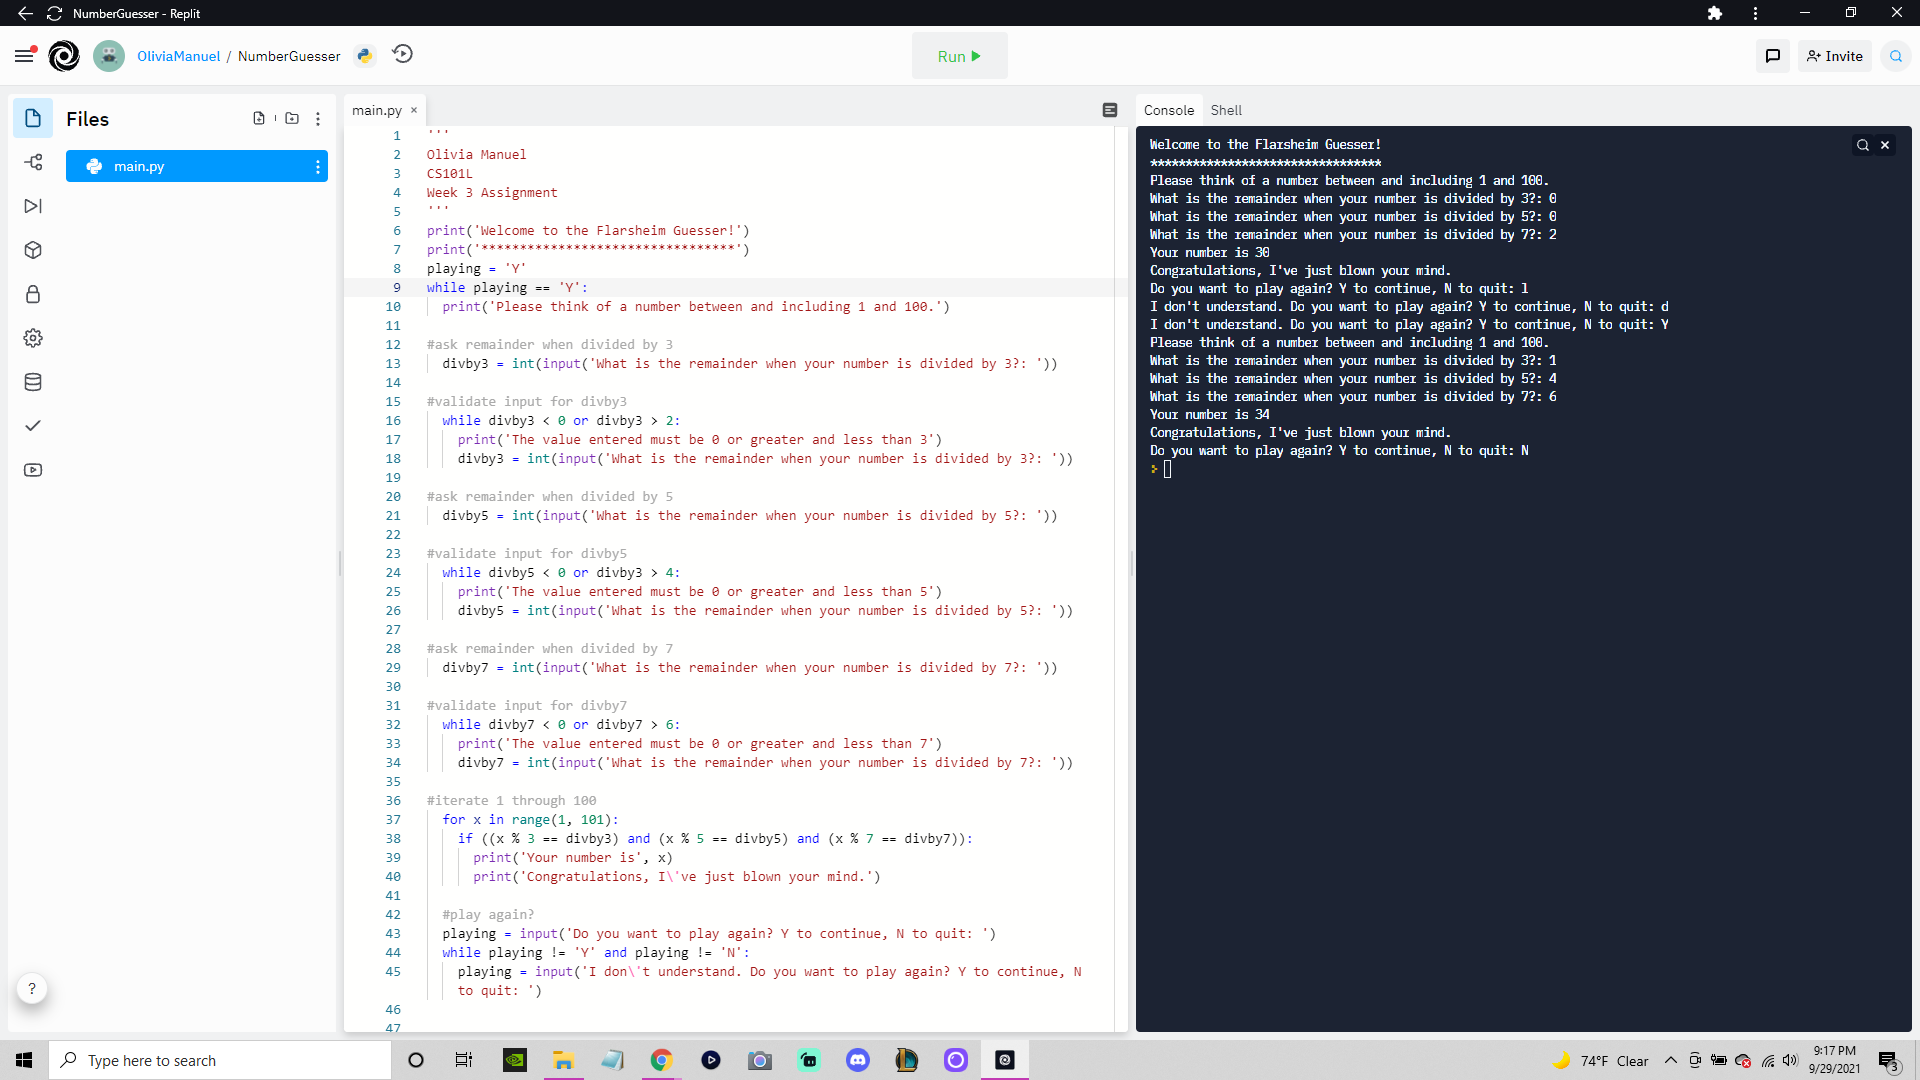 NumberGuesser - Replit
OliviaManuel / NumberGuesser
Run
Invite
Files
main.py
main.py ×
1 '''
2 Olivia Manuel
3 CS101L
4 Week 3 Assignment
5 '''
6 print('Welcome to the Flarsheim Guesser!')
7 print('*********************************')
8 playing = 'Y'
9 while playing == 'Y':
10 print('Please think of a number between and including 1 and 100.')
11
12 #ask remainder when divided by 3
13 divby3 = int(input('What is the remainder when your number is divided by 3?: '))
14
15 #validate input for divby3
16 while divby3 < 0 or divby3 > 2:
17 print('The value entered must be 0 or greater and less than 3')
18 divby3 = int(input('What is the remainder when your number is divided by 3?: '))
19
20 #ask remainder when divided by 5
21 divby5 = int(input('What is the remainder when your number is divided by 5?: '))
22
23 #validate input for divby5
24 while divby5 < 0 or divby3 > 4:
25 print('The value entered must be 0 or greater and less than 5')
26 divby5 = int(input('What is the remainder when your number is divided by 5?: '))
27
28 #ask remainder when divided by 7
29 divby7 = int(input('What is the remainder when your number is divided by 7?: '))
30
31 #validate input for divby7
32 while divby7 < 0 or divby7 > 6:
33 print('The value entered must be 0 or greater and less than 7')
34 divby7 = int(input('What is the remainder when your number is divided by 7?: '))
35
36 #iterate 1 through 100
37 for x in range(1, 101):
38 if ((x % 3 == divby3) and (x % 5 == divby5) and (x % 7 == divby7)):
39 print('Your number is', x)
40 print('Congratulations, I\'ve just blown your mind.')
41
42 #play again?
43 playing = input('Do you want to play again? Y to continue, N to quit: ')
44 while playing != 'Y' and playing != 'N':
45 playing = input('I don\'t understand. Do you want to play again? Y to continue, N
to quit: ')
46
47
Console
Shell
Welcome to the Flarsheim Guesser!
*********************************
Please think of a number between and including 1 and 100.
What is the remainder when your number is divided by 3?: 0
What is the remainder when your number is divided by 5?: 0
What is the remainder when your number is divided by 7?: 2
Your number is 30
Congratulations, I've just blown your mind.
Do you want to play again? Y to continue, N to quit: l
I don't understand. Do you want to play again? Y to continue, N to quit: d
I don't understand. Do you want to play again? Y to continue, N to quit: Y
Please think of a number between and including 1 and 100.
What is the remainder when your number is divided by 3?: 1
What is the remainder when your number is divided by 5?: 4
What is the remainder when your number is divided by 7?: 6
Your number is 34
Congratulations, I've just blown your mind.
Do you want to play again? Y to continue, N to quit: N
?
Type here to search
74°F Clear
9:17 PM
9/29/2021
3